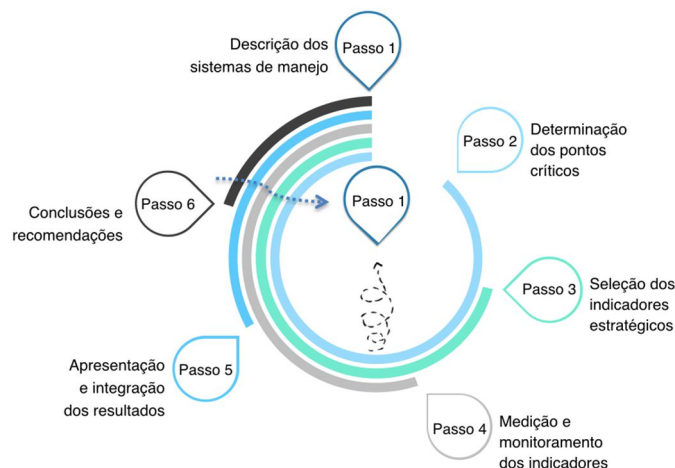 Descrição dos
sistemas de manejo
Passo 1
Passo 2
Determinação
dos pontos
críticos
Passo 1
Passo 6
Conclusões e
recomendações
Passo 3
Seleção dos
indicadores
estratégicos
Passo 5
Apresentação
e integração
dos resultados
Passo 4
Medição e
monitoramento
dos indicadores